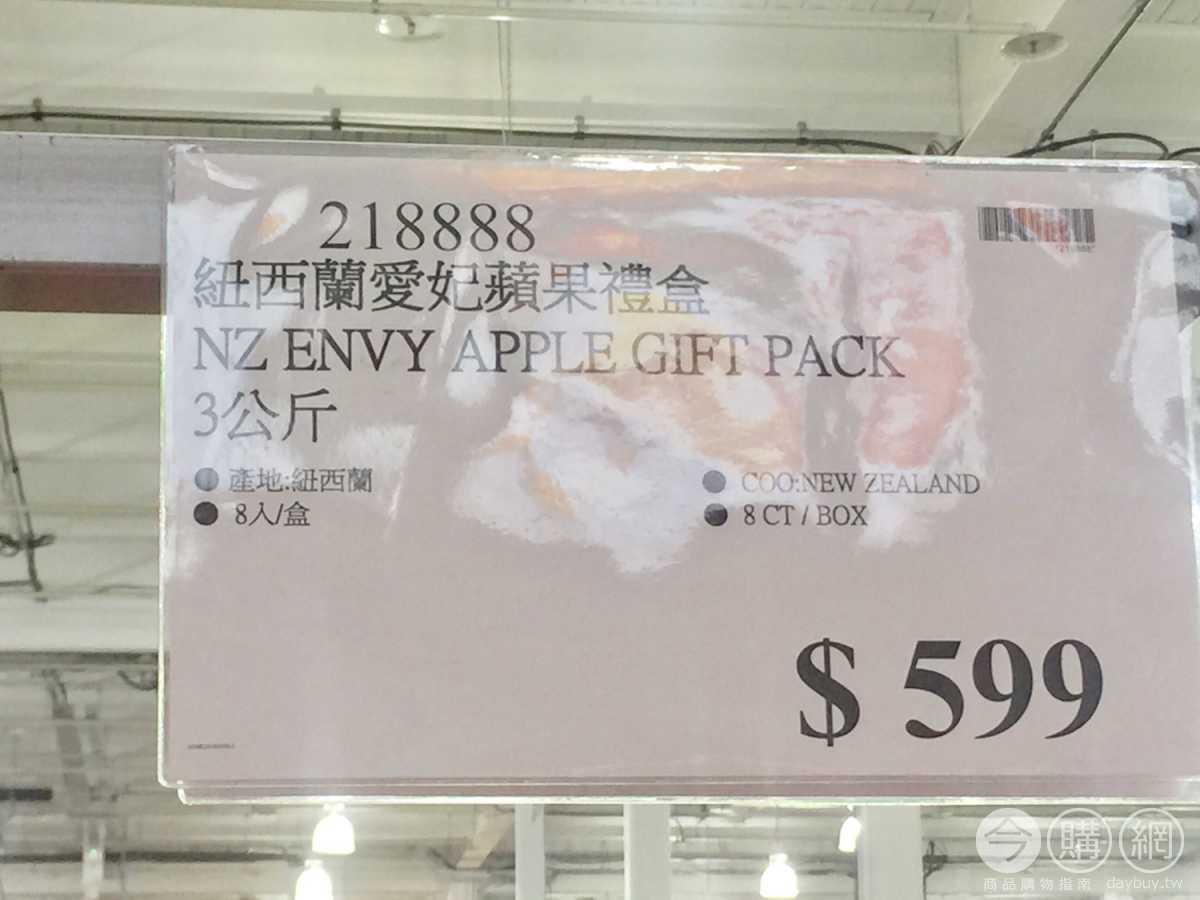 218888
紐西蘭愛妃蘋果禮盒
NZ ENVY APPLE GIFT PACK
3公斤
產地:紐西蘭
8入/盒
COO:NEW ZEALAND
8 CT / BOX
$ 599
今購網
商品購物指南 daybuy.tw